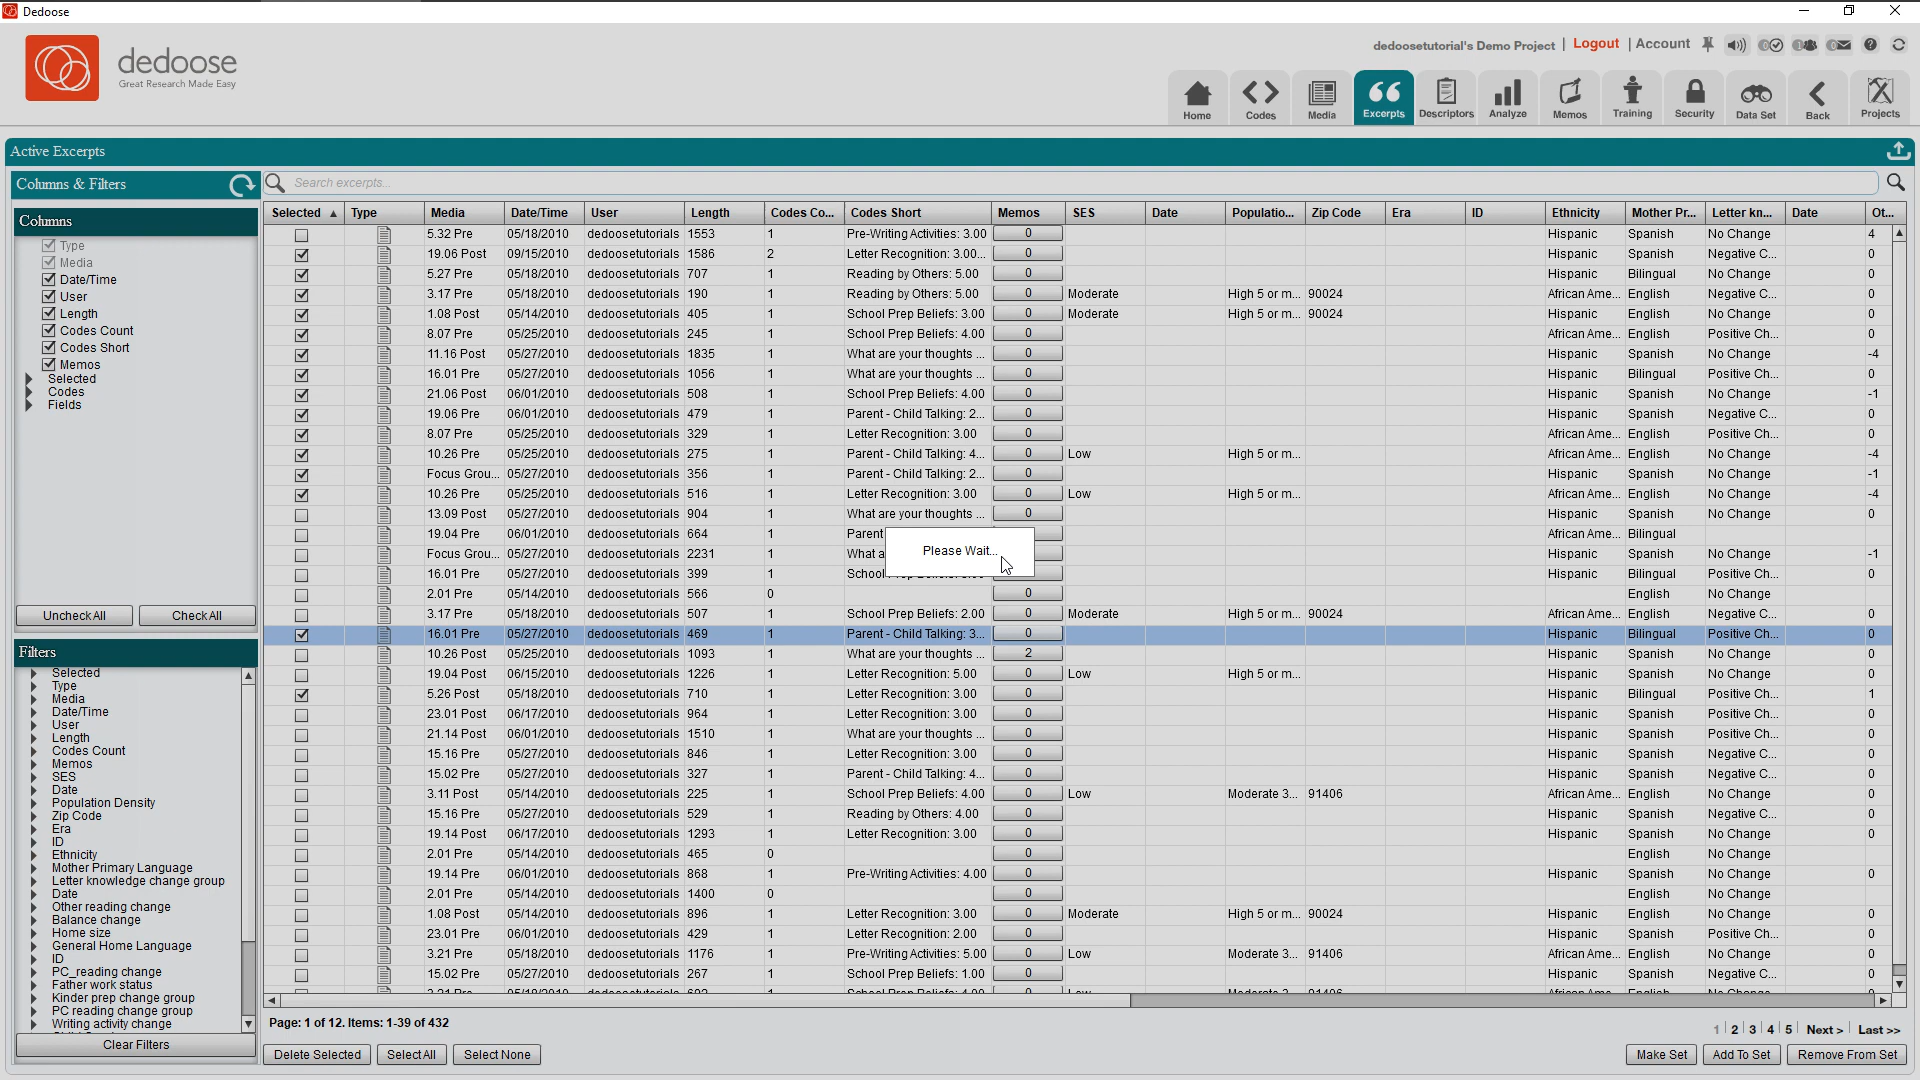 Dedoose
dedoose
Great Research Made Easy
dedoosetutorial's Demo Project | Logout | Account
Home Codes Media Excerpts Descriptors Analyze Memos Training Security Data Set Back Projects
Active Excerpts
Columns & Filters
Search excerpts...
Columns
Type
Media
Date/Time
User
Length
Codes Count
Codes Short
Memos
Selected
Codes
Fields
Uncheck All Check All
Filters
Selected
Type
Media
Date/Time
User
Length
Codes Count
Memos
SES
Date
Population Density
Zip Code
Era
ID
Ethnicity
Mother Primary Language
Letter knowledge change group
Date
Other reading change
Balance change
Home size
General Home Language
ID
PC_reading change
Father work status
Kinder prep change group
PC reading change group
Writing activity change
Clear Filters
Selected Type Media Date/Time User Length Codes Co... Codes Short Memos SES Date Populatio... Zip Code Era ID Ethnicity Mother Pr... Letter kn... Date Ot...
5.32 Pre 05/18/2010 dedoosetutorials 1553 1 Pre-Writing Activities: 3.00 0 Hispanic Spanish No Change 4
19.06 Post 09/15/2010 dedoosetutorials 1586 2 Letter Recognition: 3.00... 0 Hispanic Spanish Negative C... 0
5.27 Pre 05/18/2010 dedoosetutorials 707 1 Reading by Others: 5.00 0 Hispanic Bilingual No Change 0
3.17 Pre 05/18/2010 dedoosetutorials 190 1 Reading by Others: 5.00 0 Moderate High 5 or m... 90024 African Ame... English Negative C... 0
1.08 Post 05/14/2010 dedoosetutorials 405 1 School Prep Beliefs: 3.00 0 Moderate High 5 or m... 90024 Hispanic English No Change 0
8.07 Pre 05/25/2010 dedoosetutorials 245 1 School Prep Beliefs: 4.00 0 African Ame... English Positive Ch... 0
11.16 Post 05/27/2010 dedoosetutorials 1835 1 What are your thoughts ... 0 Hispanic Spanish No Change -4
16.01 Pre 05/27/2010 dedoosetutorials 1056 1 What are your thoughts ... 0 Hispanic Bilingual Positive Ch... 0
21.06 Post 06/01/2010 dedoosetutorials 508 1 School Prep Beliefs: 4.00 0 Hispanic Spanish No Change -1
19.06 Pre 06/01/2010 dedoosetutorials 479 1 Parent - Child Talking: 2... 0 Hispanic Spanish Negative C... 0
8.07 Pre 05/25/2010 dedoosetutorials 329 1 Letter Recognition: 3.00 0 African Ame... English Positive Ch... 0
10.26 Pre 05/25/2010 dedoosetutorials 275 1 Parent - Child Talking: 4... 0 Low High 5 or m... African Ame... English No Change -4
Focus Grou... 05/27/2010 dedoosetutorials 356 1 Parent - Child Talking: 2... 0 Hispanic Spanish No Change -1
10.26 Pre 05/25/2010 dedoosetutorials 516 1 Letter Recognition: 3.00 0 Low High 5 or m... African Ame... English No Change -4
13.09 Post 05/27/2010 dedoosetutorials 904 1 What are your thoughts ... 0 Hispanic Spanish No Change 0
19.04 Pre 06/01/2010 dedoosetutorials 664 1 Parent African Ame... Bilingual
Focus Grou... 05/27/2010 dedoosetutorials 2231 1 What a Hispanic Spanish No Change -1
Please Wait...
16.01 Pre 05/27/2010 dedoosetutorials 399 1 School Hispanic Bilingual Positive Ch... 0
2.01 Pre 05/14/2010 dedoosetutorials 566 0 0 English No Change
3.17 Pre 05/18/2010 dedoosetutorials 507 1 School Prep Beliefs: 2.00 0 Moderate High 5 or m... 90024 African Ame... English Negative C... 0
16.01 Pre 05/27/2010 dedoosetutorials 469 1 Parent - Child Talking: 3... 0 Hispanic Bilingual Positive Ch... 0
10.26 Post 05/25/2010 dedoosetutorials 1093 1 What are your thoughts ... 2 Hispanic Spanish No Change 0
19.04 Post 06/15/2010 dedoosetutorials 1226 1 Letter Recognition: 5.00 0 Low High 5 or m... Hispanic Spanish No Change 0
5.26 Post 05/18/2010 dedoosetutorials 710 1 Letter Recognition: 3.00 0 Hispanic Bilingual Positive Ch... 1
23.01 Post 06/17/2010 dedoosetutorials 964 1 Letter Recognition: 3.00 0 Hispanic Spanish Positive Ch... 0
21.14 Post 06/01/2010 dedoosetutorials 1510 1 What are your thoughts ... 0 Hispanic Spanish Positive Ch... 0
15.16 Pre 05/27/2010 dedoosetutorials 846 1 Letter Recognition: 3.00 0 Hispanic Spanish Negative C... 0
15.02 Pre 05/27/2010 dedoosetutorials 327 1 Parent - Child Talking: 4... 0 Hispanic Spanish Negative C... 0
3.11 Post 05/14/2010 dedoosetutorials 225 1 School Prep Beliefs: 4.00 0 Low Moderate 3... 91406 African Ame... English No Change 0
15.16 Pre 05/27/2010 dedoosetutorials 529 1 Reading by Others: 4.00 0 Hispanic Spanish Negative C... 0
19.14 Post 06/17/2010 dedoosetutorials 1293 1 Letter Recognition: 3.00 0 Hispanic Spanish No Change 0
2.01 Pre 05/14/2010 dedoosetutorials 465 0 0 English No Change
19.14 Pre 06/01/2010 dedoosetutorials 868 1 Pre-Writing Activities: 4.00 0 Hispanic Spanish No Change 0
2.01 Pre 05/14/2010 dedoosetutorials 1400 0 0 English No Change
1.08 Post 05/14/2010 dedoosetutorials 896 1 Letter Recognition: 3.00 0 Moderate High 5 or m... 90024 Hispanic English No Change 0
23.01 Pre 06/01/2010 dedoosetutorials 429 1 Letter Recognition: 2.00 0 Hispanic Spanish Positive Ch... 0
3.21 Pre 05/18/2010 dedoosetutorials 1176 1 Pre-Writing Activities: 5.00 0 Low Moderate 3... 91406 African Ame... English No Change 0
15.02 Pre 05/27/2010 dedoosetutorials 267 1 School Prep Beliefs: 1.00 0 Hispanic Spanish Negative C... 0
Page: 1 of 12. Items: 1-39 of 432
1 | 2 | 3 | 4 | 5 | Next > | Last >>
Delete Selected Select All Select None Make Set Add To Set Remove From Set